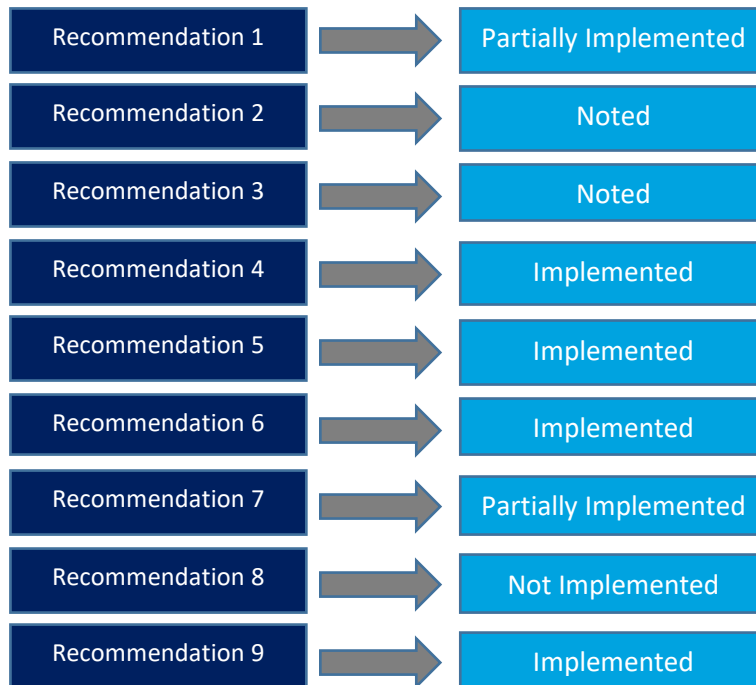 Recommendation 1
Partially Implemented
Recommendation 2
Noted
Recommendation 3
Noted
Recommendation 4
Implemented
Recommendation 5
Implemented
Recommendation 6
Implemented
Recommendation 7
Partially Implemented
Recommendation 8
Not Implemented
Recommendation 9
Implemented